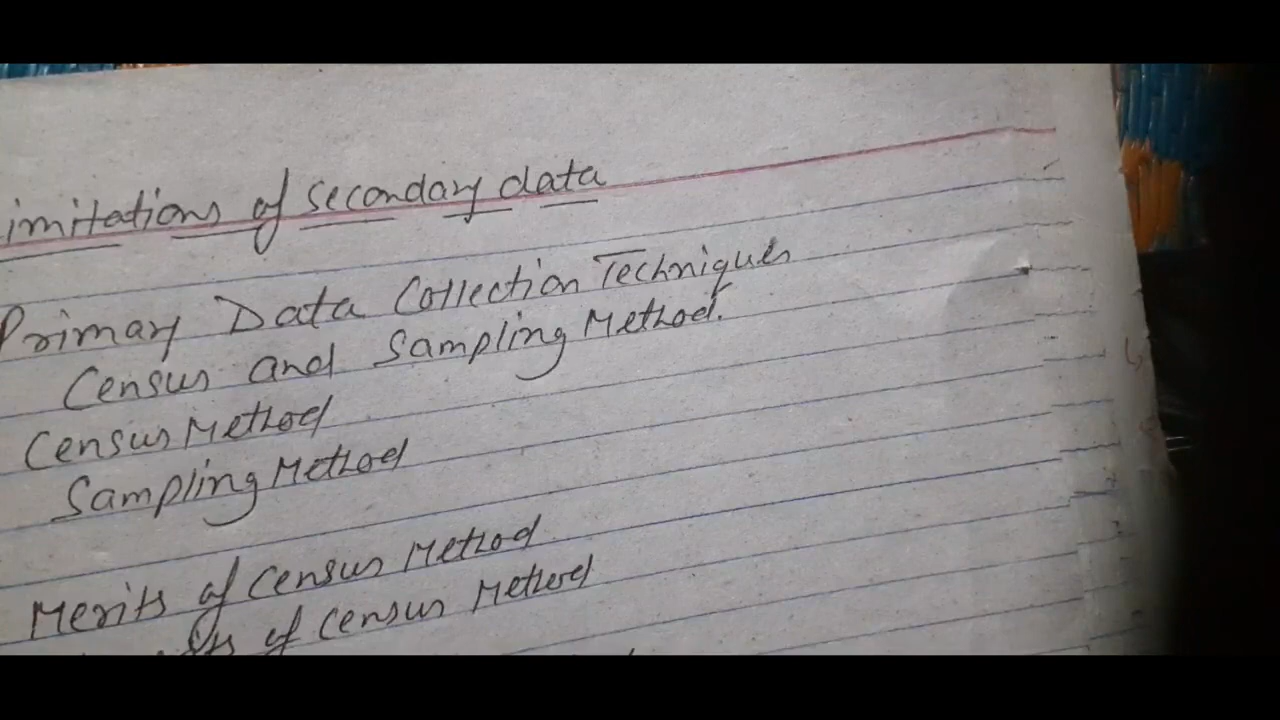 imitations of secondary data
Primary Data Collection Techniques
Census and Sampling Method.
Census Method
Sampling Method
Merits of Census Method
of Census Method